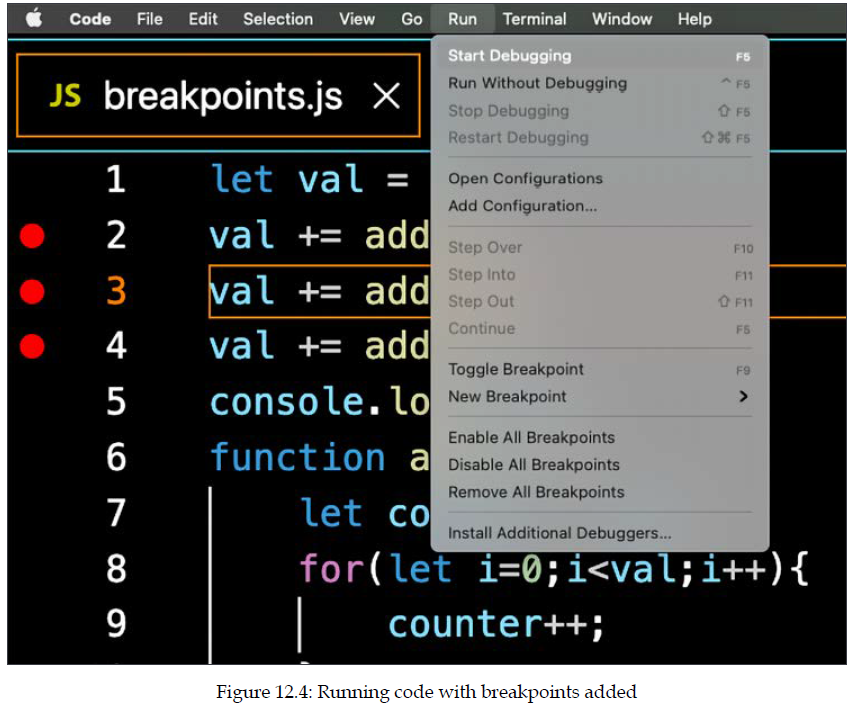 Code File Edit Selection View Go Run Terminal Window Help
JS breakpoints.js ×
Start Debugging F5
Run Without Debugging ^ F5
Stop Debugging ⇧ F5
Restart Debugging ⇧ ⌘ F5
Open Configurations
Add Configuration...
Step Over F10
Step Into F11
Step Out ⇧ F11
Continue F5
Toggle Breakpoint F9
New Breakpoint >
Enable All Breakpoints
Disable All Breakpoints
Remove All Breakpoints
Install Additional Debuggers...
1 let val =
2 val += add
3 val += add
4 val += add
5 console.lo
6 function a
7 let co
8 for(let i=0;i<val;i++){
9 counter++;
Figure 12.4: Running code with breakpoints added